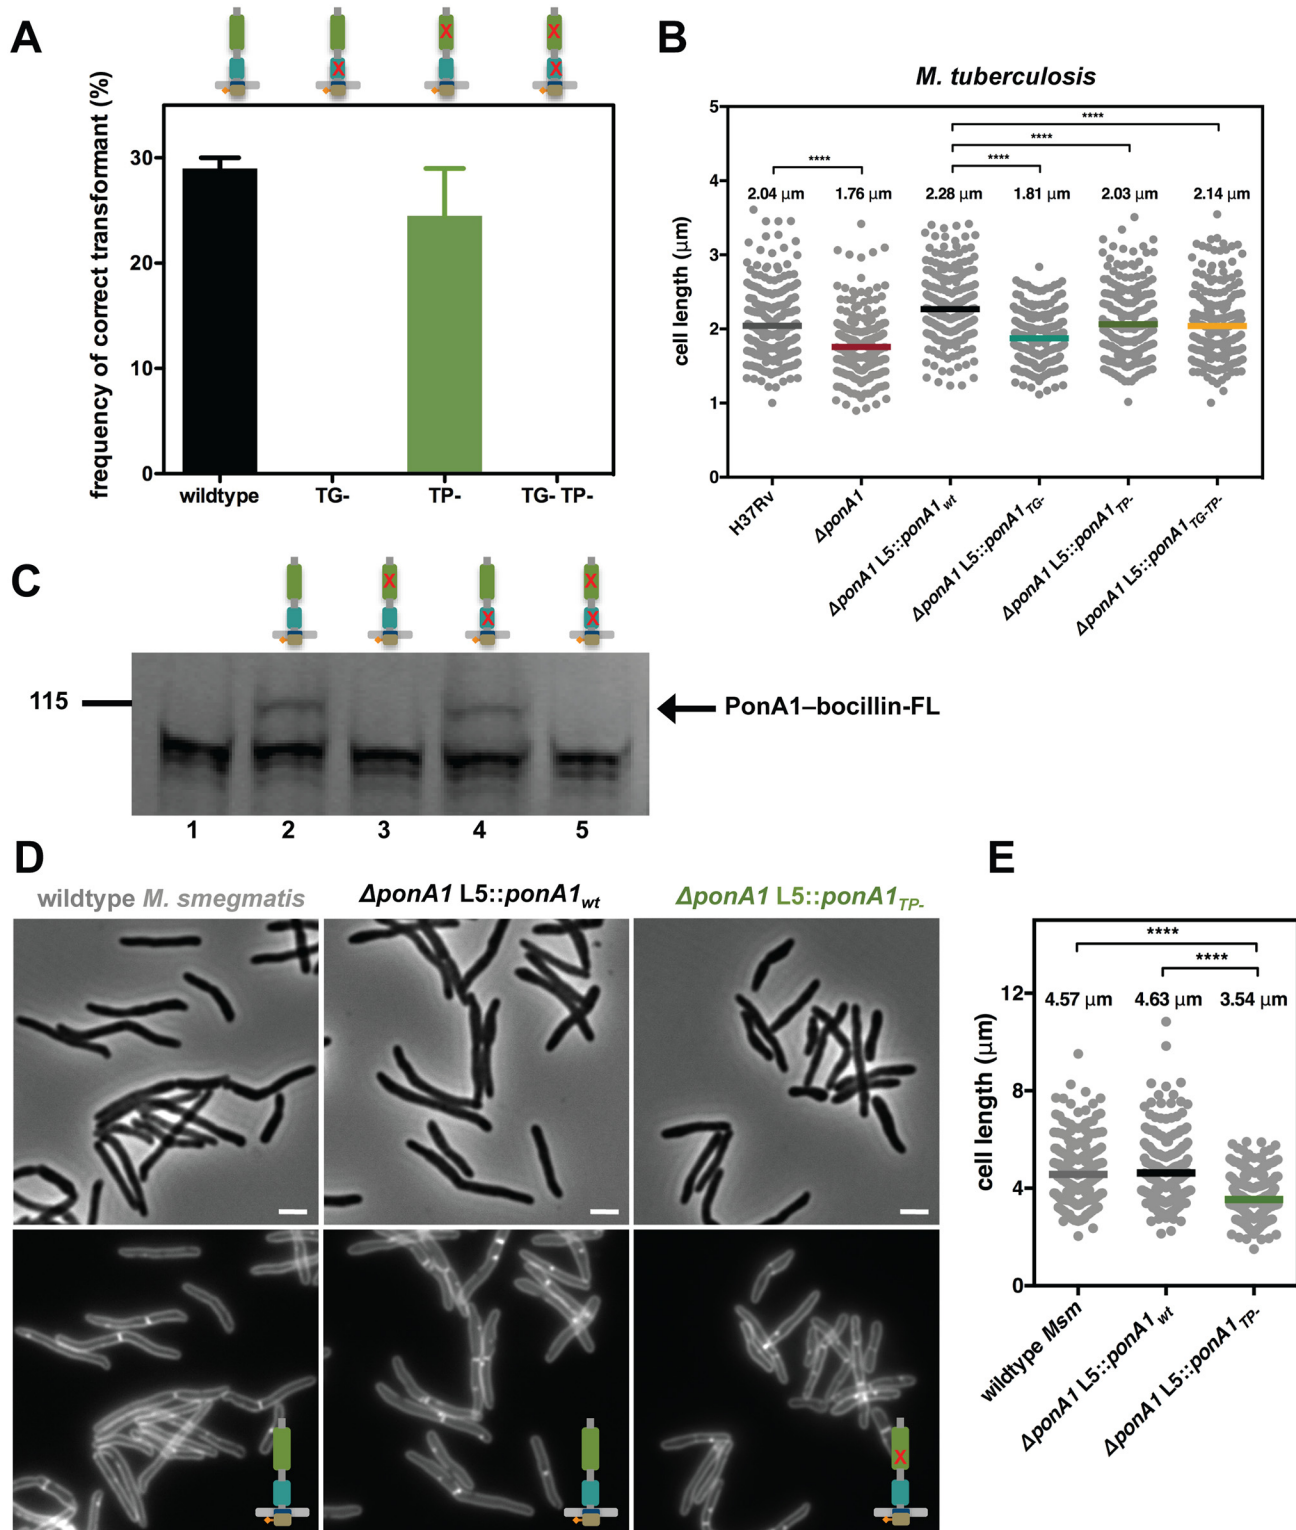 A
X
X
X
X
frequency of correct transformant (%)
30
20
10
0
wildtype
TG-
TP-
TG- TP-
B
M. tuberculosis
cell length (μm)
5
4
3
2
1
0
****
****
****
****
2.04 μm
1.76 μm
2.28 μm
1.81 μm
2.03 μm
2.14 μm
H37Rv
ΔponA1
ΔponA1 L5::ponA1wt
ΔponA1 L5::ponA1TG-
ΔponA1 L5::ponA1TP-
ΔponA1 L5::ponA1TG-TP-
C
X
X
X
X
115
PonA1–bocillin-FL
1
2
3
4
5
D
wildtype M. smegmatis
ΔponA1 L5::ponA1wt
ΔponA1 L5::ponA1TP-
X
E
cell length (μm)
12
8
4
0
****
****
4.57 μm
4.63 μm
3.54 μm
wildtype Msm
ΔponA1 L5::ponA1wt
ΔponA1 L5::ponA1TP-